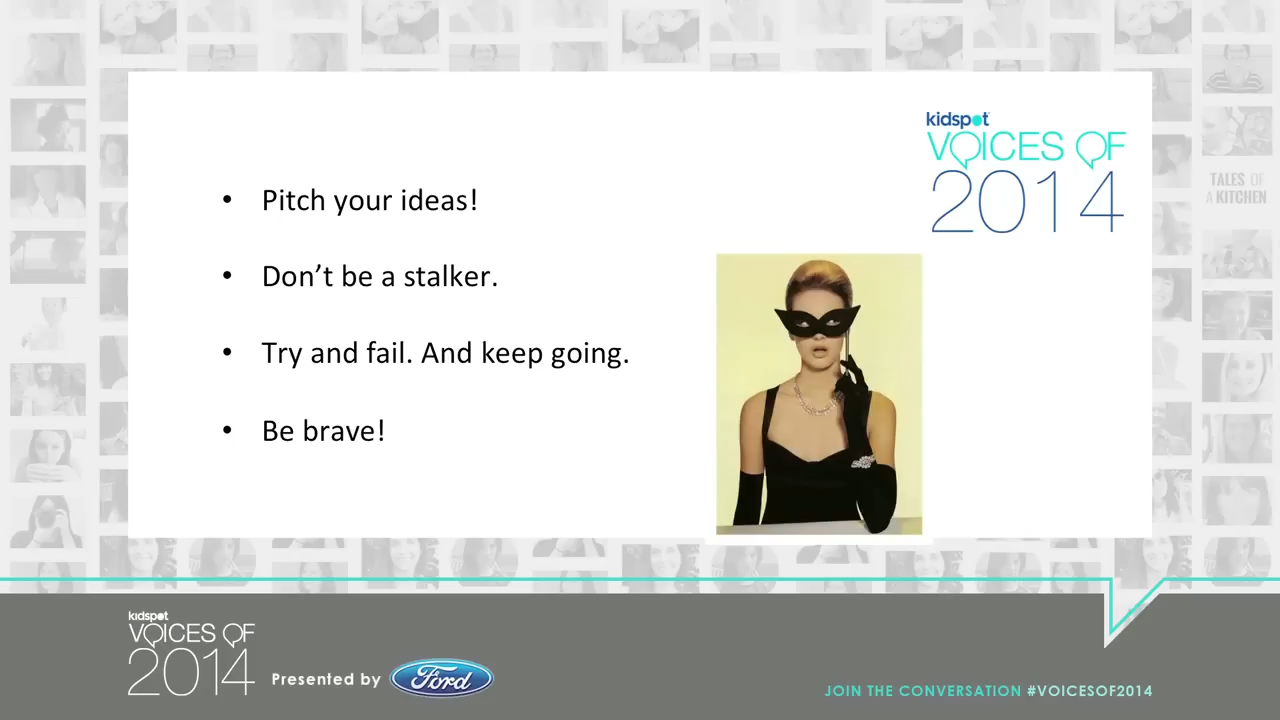 kidspot
VOICES OF
2014
• Pitch your ideas!
• Don't be a stalker.
• Try and fail. And keep going.
• Be brave!
TALES OF
A KITCHEN
kidspot
VOICES OF
2014
Presented by Ford
JOIN THE CONVERSATION #VOICESOF2014